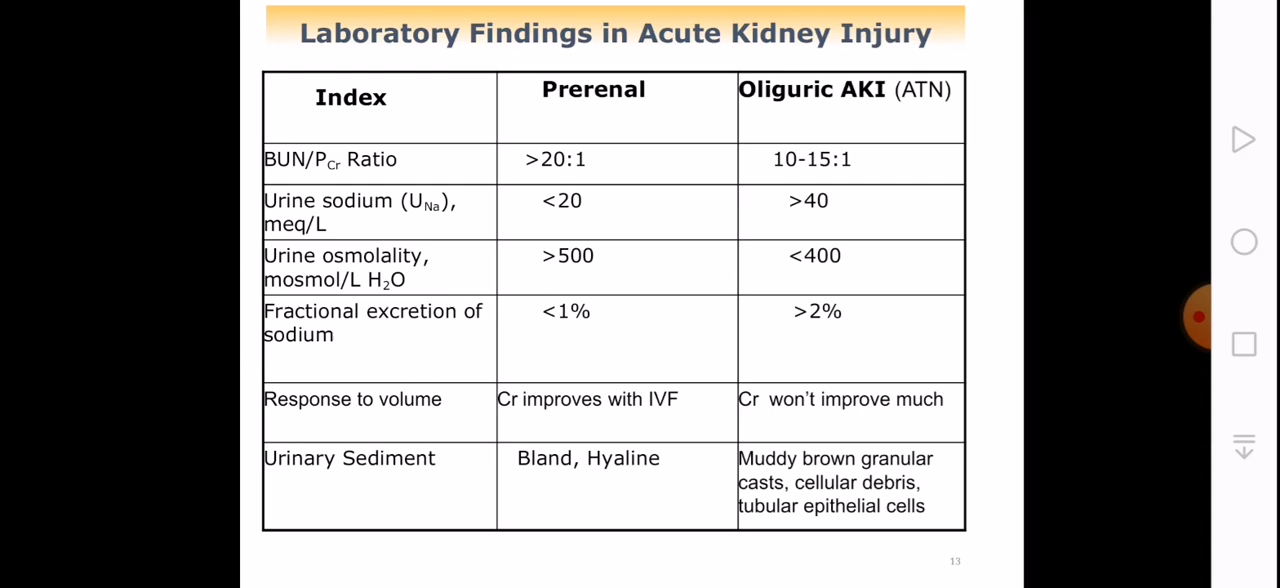 Laboratory Findings in Acute Kidney Injury
Index Prerenal Oliguric AKI (ATN)
BUN/PCr Ratio >20:1 10-15:1
Urine sodium (UNa), <20 >40
meq/L
Urine osmolality, >500 <400
mosmol/L H2O
Fractional excretion of <1% >2%
sodium
Response to volume Cr improves with IVF Cr won't improve much
Urinary Sediment Bland, Hyaline Muddy brown granular
casts, cellular debris,
tubular epithelial cells
13